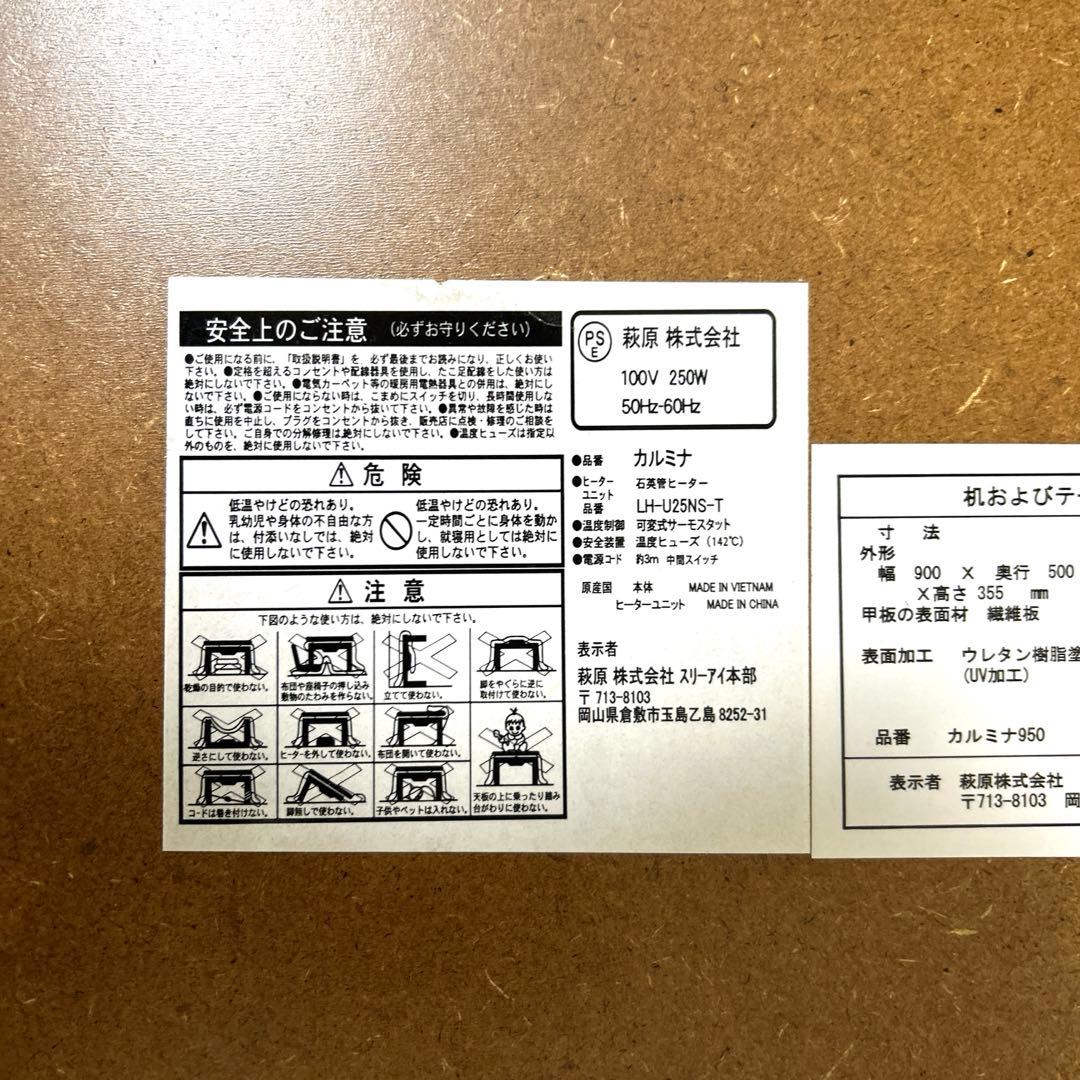 安全上のご注意 (必ずお守りください)
●ご使用になる前に、「取扱説明書」を、必ず最後までお読みになり、正しくお使い
下さい。●定格を超えるコンセントや配線器具を使用し、たこ足配線をした使い方は
絶対にしないで下さい。●電気カーペット等の暖房用電熱器具との併用は、絶対にし
ないで下さい。●ご使用にならない時は、こまめにスイッチを切り、長時間使用しな
い時は、必ず電源コードをコンセントから抜いて下さい。●異常や故障を感じた時は
直ちに使用を中止し、プラグをコンセントから抜き、販売店に点検・修理のご相談を
して下さい。ご自身での分解修理は絶対にしないで下さい。●温度ヒューズは指定以
外のものを、絶対に使用しないで下さい。
危 険
低温やけどの恐れあり。
乳幼児や身体の不自由な方
は、付添いなしでは、絶対
に使用しないで下さい。
低温やけどの恐れあり。
一定時間ごとに身体を動か
し、就寝用としては絶対に
使用しないで下さい。
注 意
下図のような使い方は、絶対にしないで下さい。
乾燥の目的で使わない。
布団や座椅子の押し込み
敷物のたわみを作らない。
立てて使わない。
脚をやぐらに逆に
取付けて使わない。
逆さにして使わない。
ヒーターを外して使わない。
布団を開いて使わない。
コードは巻き付けない。
脚無しで使わない。
子供やペットは入れない。
天板の上に乗ったり踏み
台がわりに使わない。
PS
E
萩原 株式会社
100V 250W
50Hz-60Hz
●品番 カルミナ
●ヒーター 石英管ヒーター
ユニット
品番 LH-U25NS-T
●温度制御 可変式サーモスタット
●安全装置 温度ヒューズ (142℃)
●電源コード 約3m 中間スイッチ
原産国 本体 MADE IN VIETNAM
ヒーターユニット MADE IN CHINA
表示者
萩原 株式会社 スリーアイ本部
〒713-8103
岡山県倉敷市玉島乙島 8252-31
机およびテー
寸 法
外形
幅 900 X 奥行 500
X高さ 355 mm
甲板の表面材 繊維板
表面加工 ウレタン樹脂塗
(UV加工)
品番 カルミナ950
表示者 萩原株式会社
〒713-8103 岡